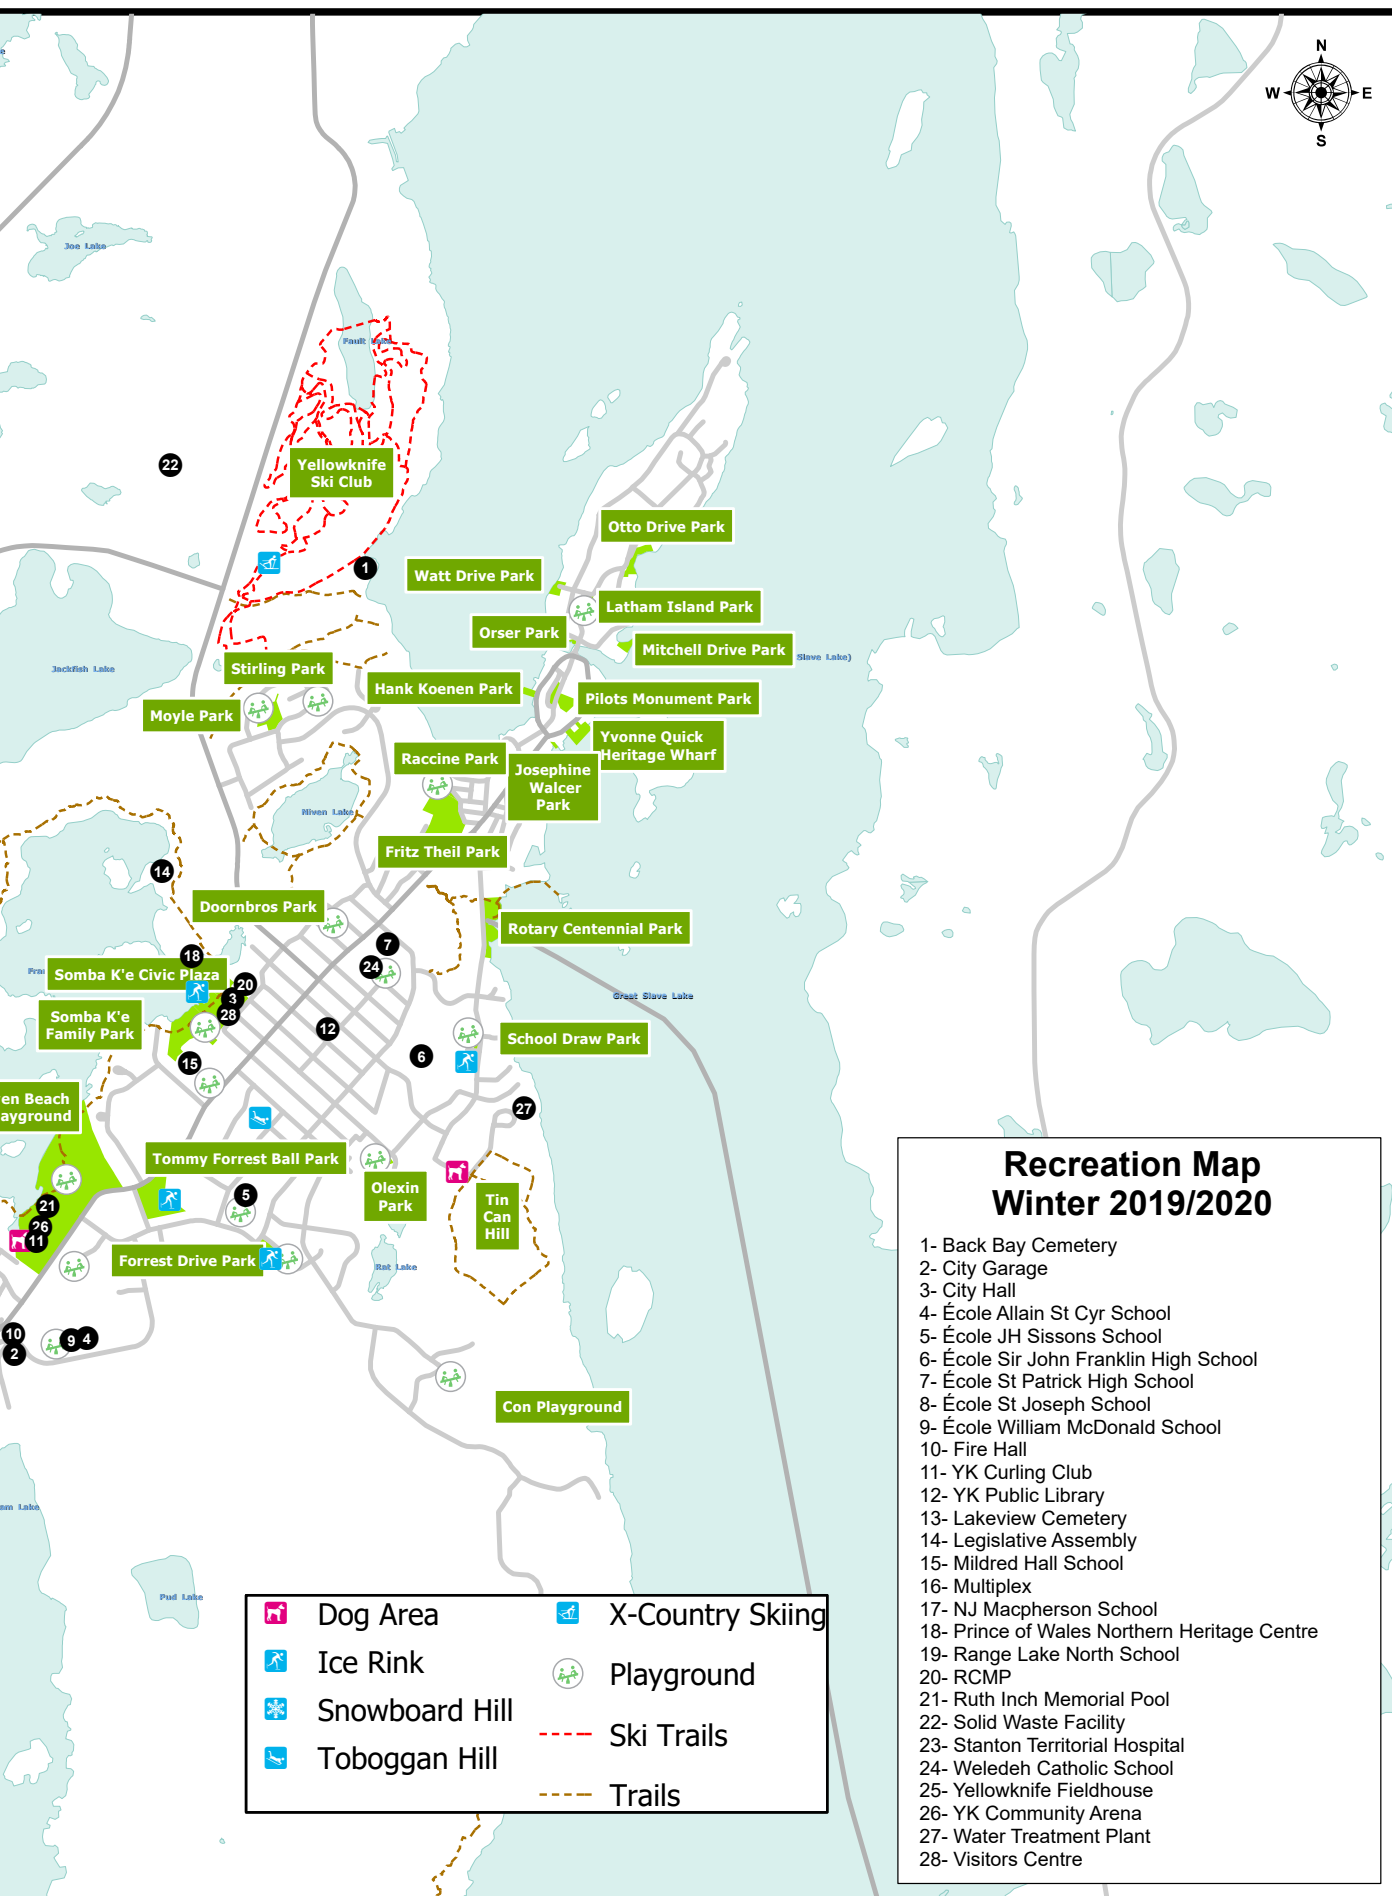 N
W E
S
Joe Lake
Fault Lake
22
Yellowknife
Ski Club
1
Otto Drive Park
Watt Drive Park
Latham Island Park
Orser Park
Mitchell Drive Park
Slave Lake)
Jackfish Lake
Stirling Park
Hank Koenen Park
Pilots Monument Park
Moyle Park
Yvonne Quick
Heritage Wharf
Raccine Park
Josephine
Walcer
Park
Niven Lake
Fritz Theil Park
14
Doornbros Park
Rotary Centennial Park
7
18
24
Fra
Somba K'e Civic Plaza
20
3
28
Great Slave Lake
Somba K'e
Family Park
12
School Draw Park
6
15
en Beach
ayground
27
Tommy Forrest Ball Park
Olexin
Park
Tin
Can
Hill
5
21
26
11
Forrest Drive Park
Rat Lake
10
9
4
2
Con Playground
am Lake
Pud Lake
Dog Area
Ice Rink
Snowboard Hill
Toboggan Hill
X-Country Skiing
Playground
Ski Trails
Trails
Recreation Map
Winter 2019/2020
1- Back Bay Cemetery
2- City Garage
3- City Hall
4- École Allain St Cyr School
5- École JH Sissons School
6- École Sir John Franklin High School
7- École St Patrick High School
8- École St Joseph School
9- École William McDonald School
10- Fire Hall
11- YK Curling Club
12- YK Public Library
13- Lakeview Cemetery
14- Legislative Assembly
15- Mildred Hall School
16- Multiplex
17- NJ Macpherson School
18- Prince of Wales Northern Heritage Centre
19- Range Lake North School
20- RCMP
21- Ruth Inch Memorial Pool
22- Solid Waste Facility
23- Stanton Territorial Hospital
24- Weledeh Catholic School
25- Yellowknife Fieldhouse
26- YK Community Arena
27- Water Treatment Plant
28- Visitors Centre